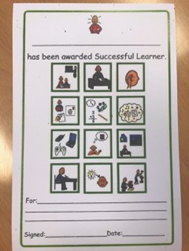 has been awarded Successful Learner.
For:
Signed: Date: